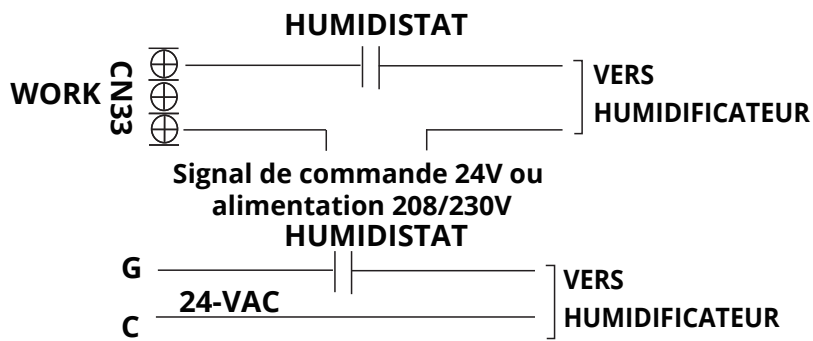 HUMIDISTAT
WORK
CN33
VERS
HUMIDIFICATEUR
Signal de commande 24V ou
alimentation 208/230V
HUMIDISTAT
G
24-VAC
C
VERS
HUMIDIFICATEUR